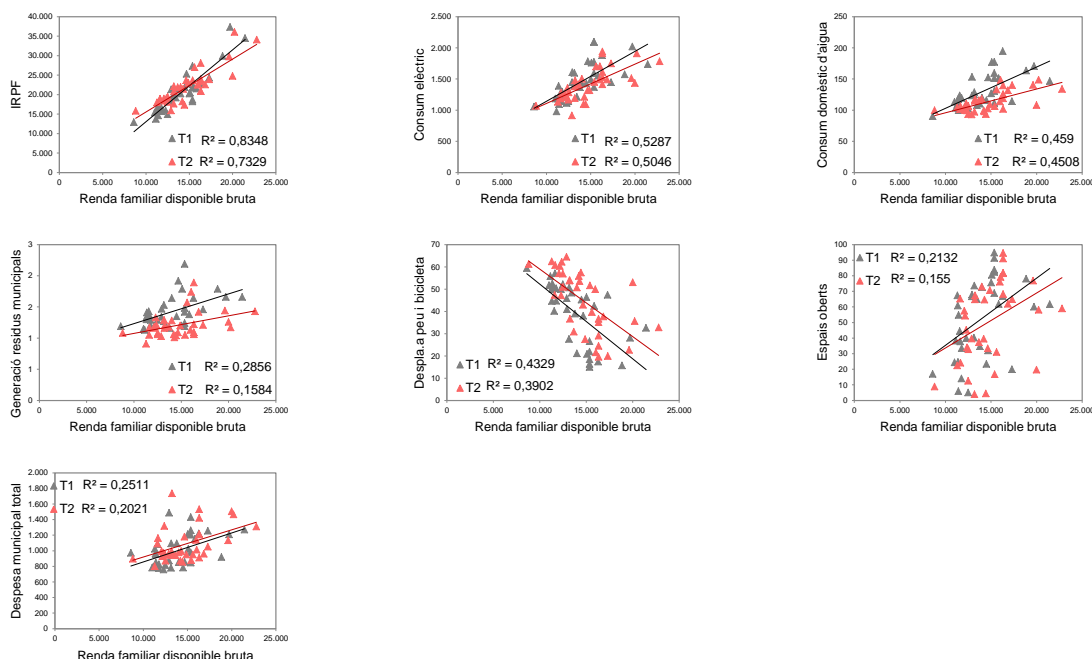 40.000
35.000
30.000
25.000
20.000
15.000
10.000
5.000
0.000
IRPF
T1 R² = 0,8348
T2 R² = 0,7329
0 5.000 10.000 15.000 20.000 25.000
Renda familiar disponible bruta
2.500
2.000
1.500
1.000
500
0
Consum elèctric
T1 R² = 0,5287
T2 R² = 0,5046
0 5.000 10.000 15.000 20.000 25.000
Renda familiar disponible bruta
250
200
150
100
50
0
Consum domèstic d'aigua
T1 R² = 0,459
T2 R² = 0,4508
0 5.000 10.000 15.000 20.000 25.000
Renda familiar disponible bruta
3
2
2
1
1
0
Generació residus municipals
T1 R² = 0,2856
T2 R² = 0,1584
0 5.000 10.000 15.000 20.000 25.000
Renda familiar disponible bruta
70
60
50
40
30
20
10
0
Despla.a peu i bicicleta
T1 R² = 0,4329
T2 R² = 0,3902
0 5.000 10.000 15.000 20.000 25.000
Renda familiar disponible bruta
100
90
80
70
60
50
40
30
20
10
0
Espais oberts
T1 R² = 0,2132
T2 R² = 0,155
0 5.000 10.000 15.000 20.000 25.000
Renda familiar disponible bruta
2.000
1.800
1.600
1.400
1.200
1.000
800
600
400
200
0
Despesa municipal total
T1 R² = 0,2511
T2 R² = 0,2021
0 5.000 10.000 15.000 20.000 25.000
Renda familiar disponible bruta